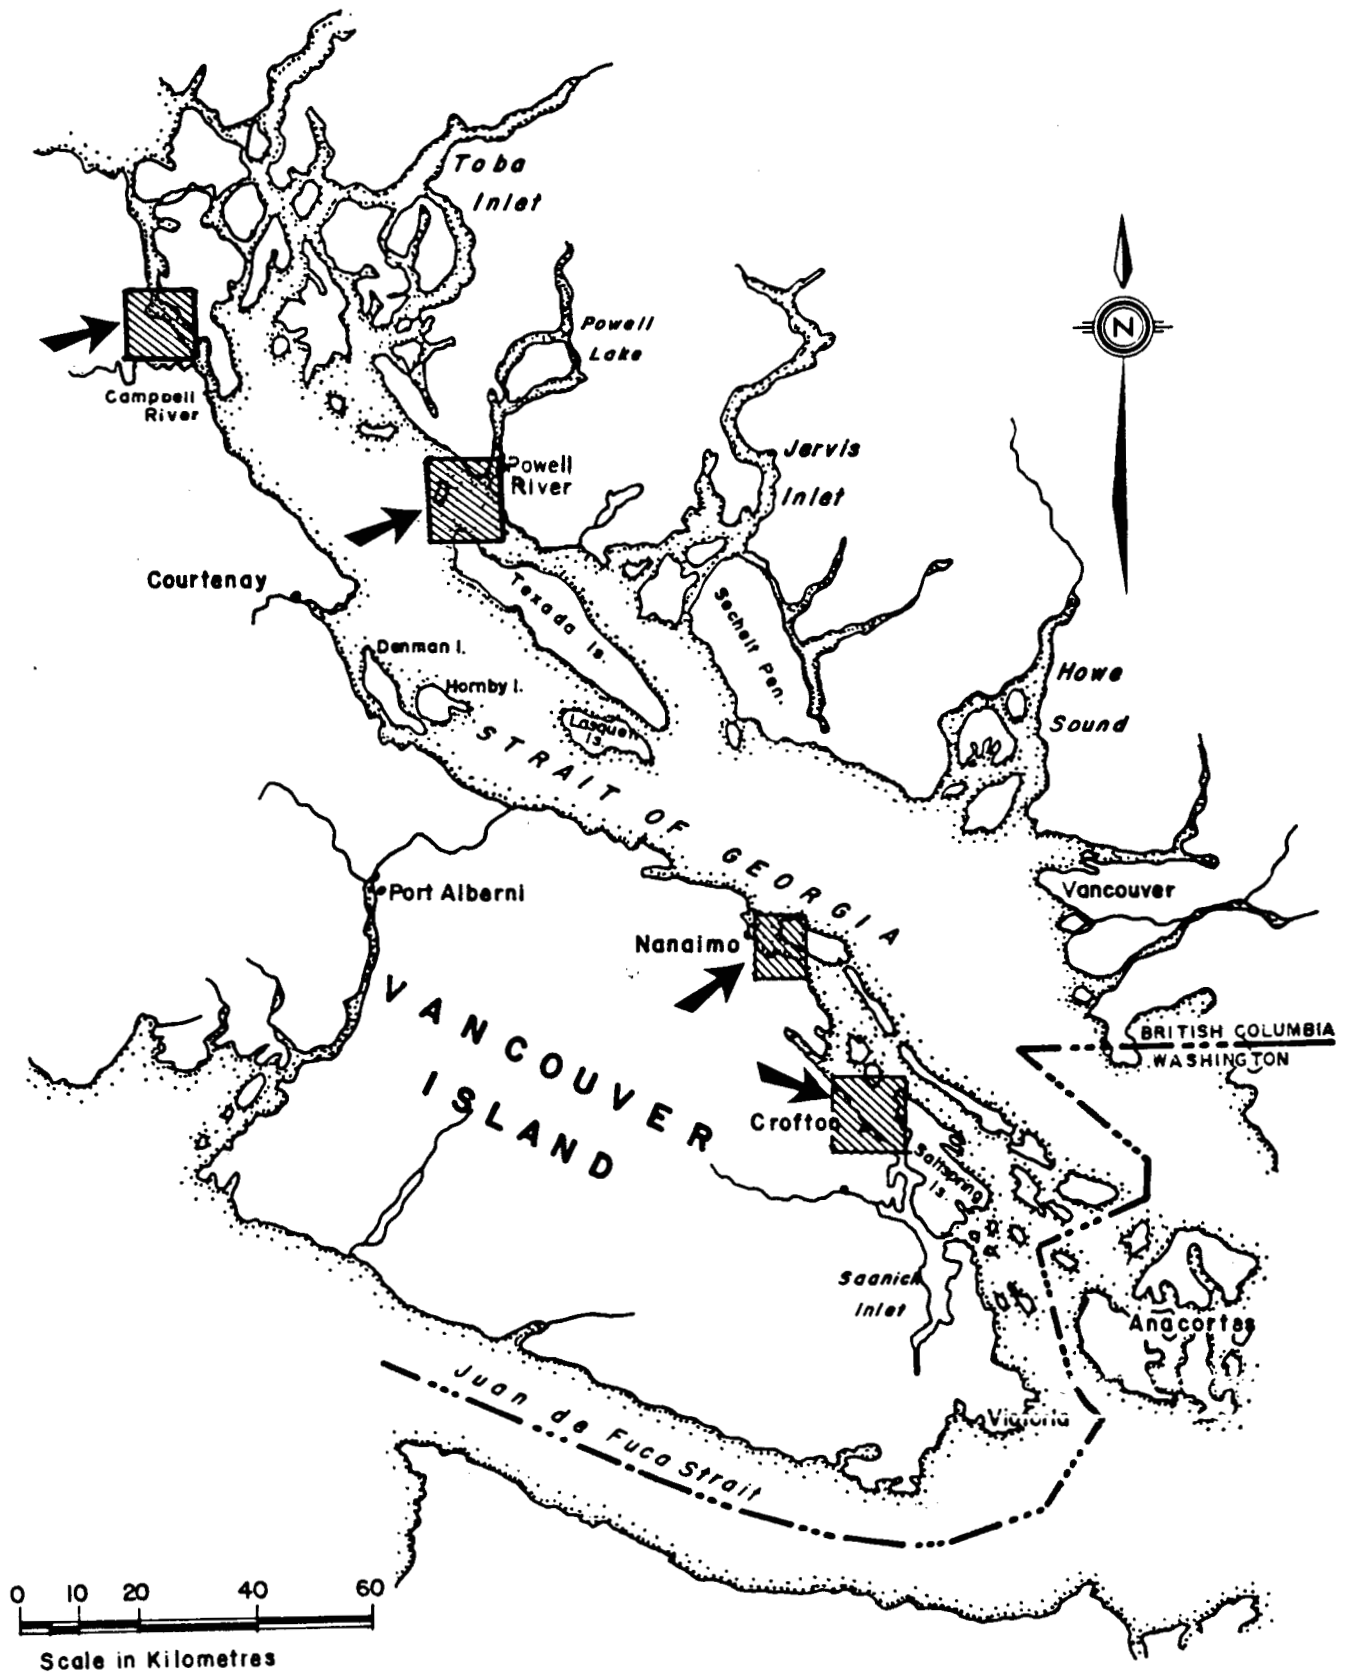 Toba
Inlet
Powell
Lake
N
Campbell
River
Powell
River
Jervis
Inlet
Courtenay
Texada
Is.
Sechelt Pen.
Denman I.
Hornby I.
Lasqueti
Is.
Howe
Sound
STRAIT OF GEORGIA
Port Alberni
Vancouver
Nanaimo
VANCOUVER
ISLAND
BRITISH COLUMBIA
WASHINGTON
Crofton
Saltspring
Is.
Saanich
Inlet
Anacortes
Juan de Fuca Strait
Victoria
0 10 20 40 60
Scale in Kilometres